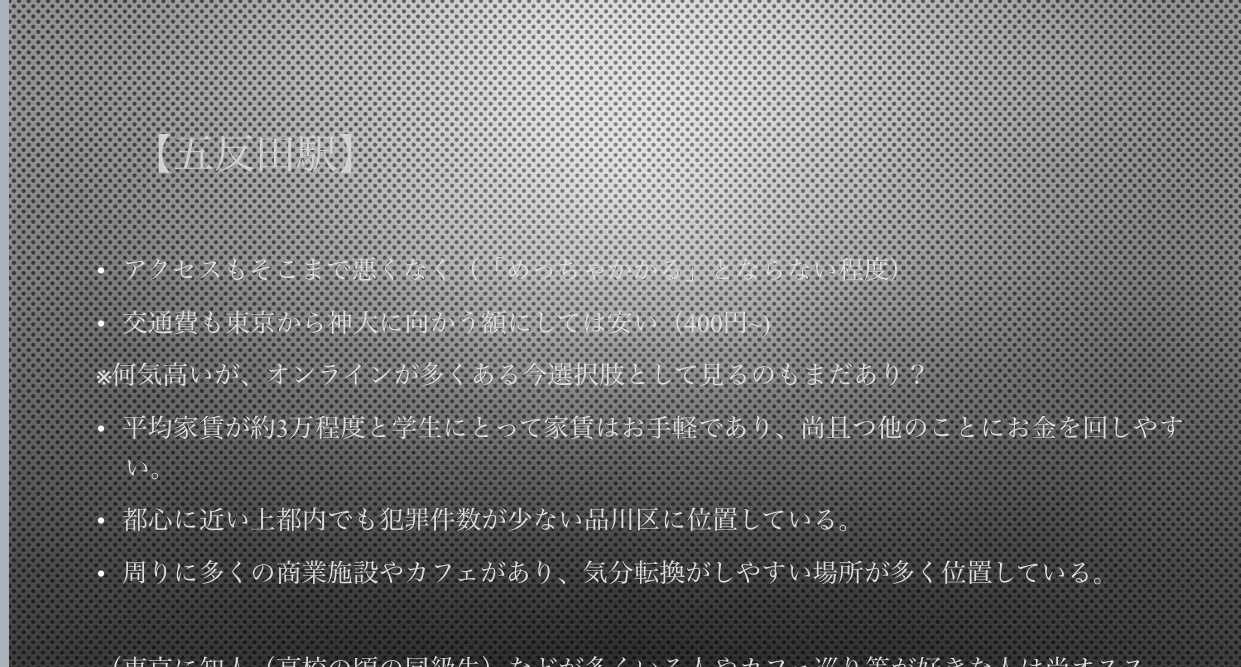 【五反田駅】
• アクセスもそこまで悪くなく（「めっちゃかかる」とならない程度）
• 交通費も東京から神大に向かう額にしては安い（400円~）
※何気高いが、オンラインが多くある今選択肢として見るのもまだあり？
• 平均家賃が約3万程度と学生にとって家賃はお手軽であり、尚且つ他のことにお金を回しやす
い。
• 都心に近い上都内でも犯罪件数が少ない品川区に位置している。
• 周りに多くの商業施設やカフェがあり、気分転換がしやすい場所が多く位置している。
（東京に知人（高校の頃の同級生）などが多くいる人やカフェ巡り等が好きな人は尚オススメ